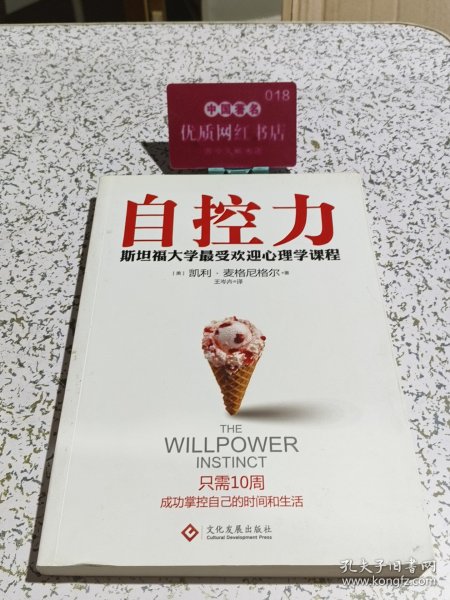 018
中国著名
优质网红书店
自控力
斯坦福大学最受欢迎心理学课程
[美] 凯利·麦格尼格尔 著
王岑卉 译
THE
WILLPOWER
INSTINCT
只需10周
成功掌控自己的时间和生活
文化发展出版社
Cultural Development Press
孔夫子旧书网
www.kongfz.com